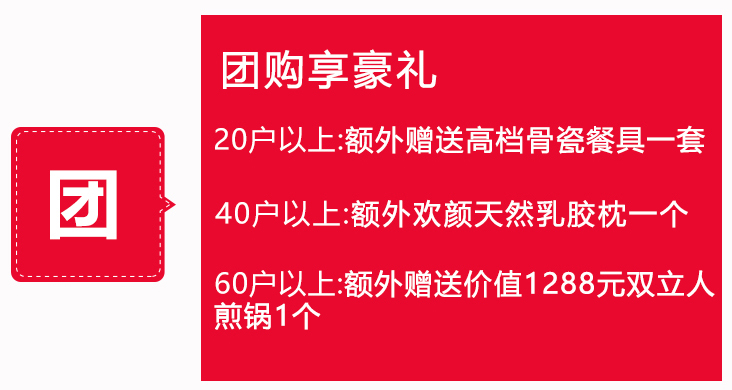 团
团购享豪礼
20户以上:额外赠送高档骨瓷餐具一套
40户以上:额外欢颜天然乳胶枕一个
60户以上:额外赠送价值1288元双立人
煎锅1个